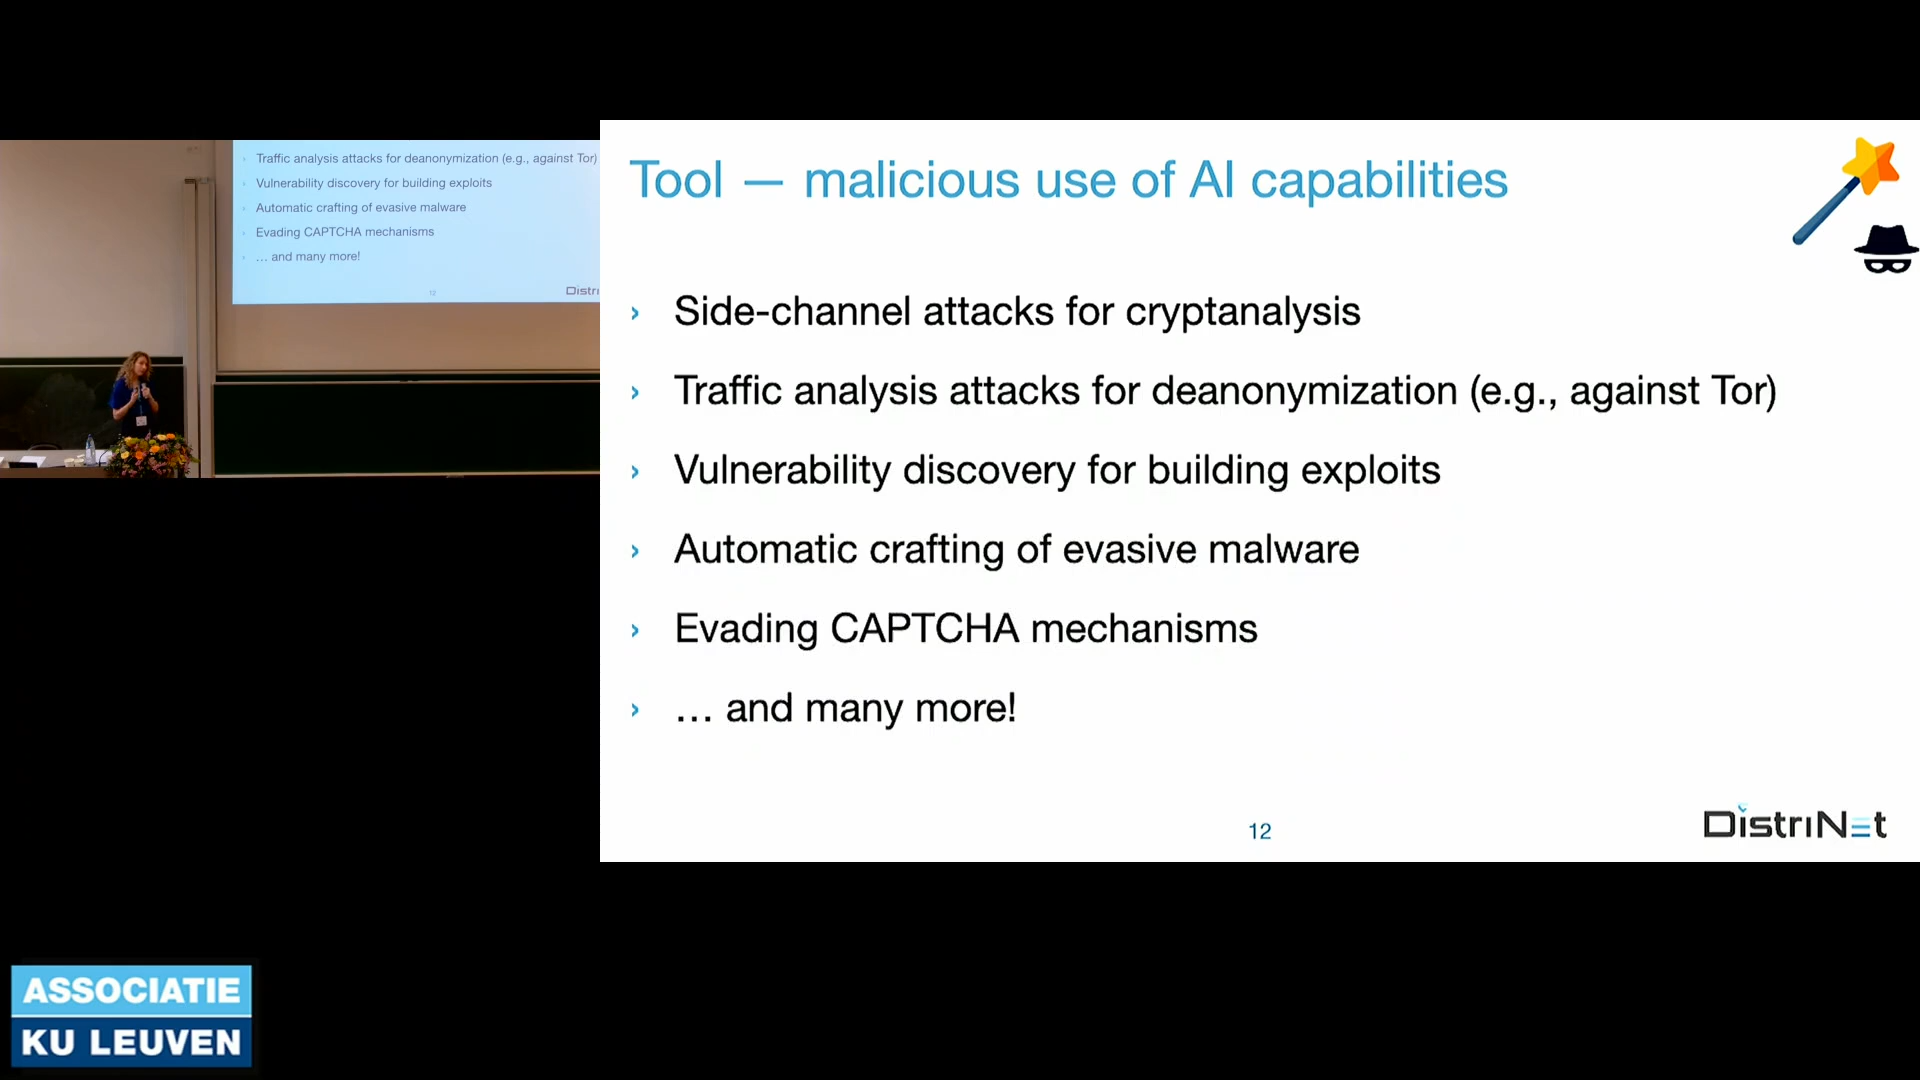 Traffic analysis attacks for deanonymization (e.g., against Tor)
Vulnerability discovery for building exploits
Automatic crafting of evasive malware
Evading CAPTCHA mechanisms
… and many more!
12
Distri
Tool — malicious use of AI capabilities
› Side-channel attacks for cryptanalysis
› Traffic analysis attacks for deanonymization (e.g., against Tor)
› Vulnerability discovery for building exploits
› Automatic crafting of evasive malware
› Evading CAPTCHA mechanisms
› … and many more!
12
DistriNet
ASSOCIATIE
KU LEUVEN